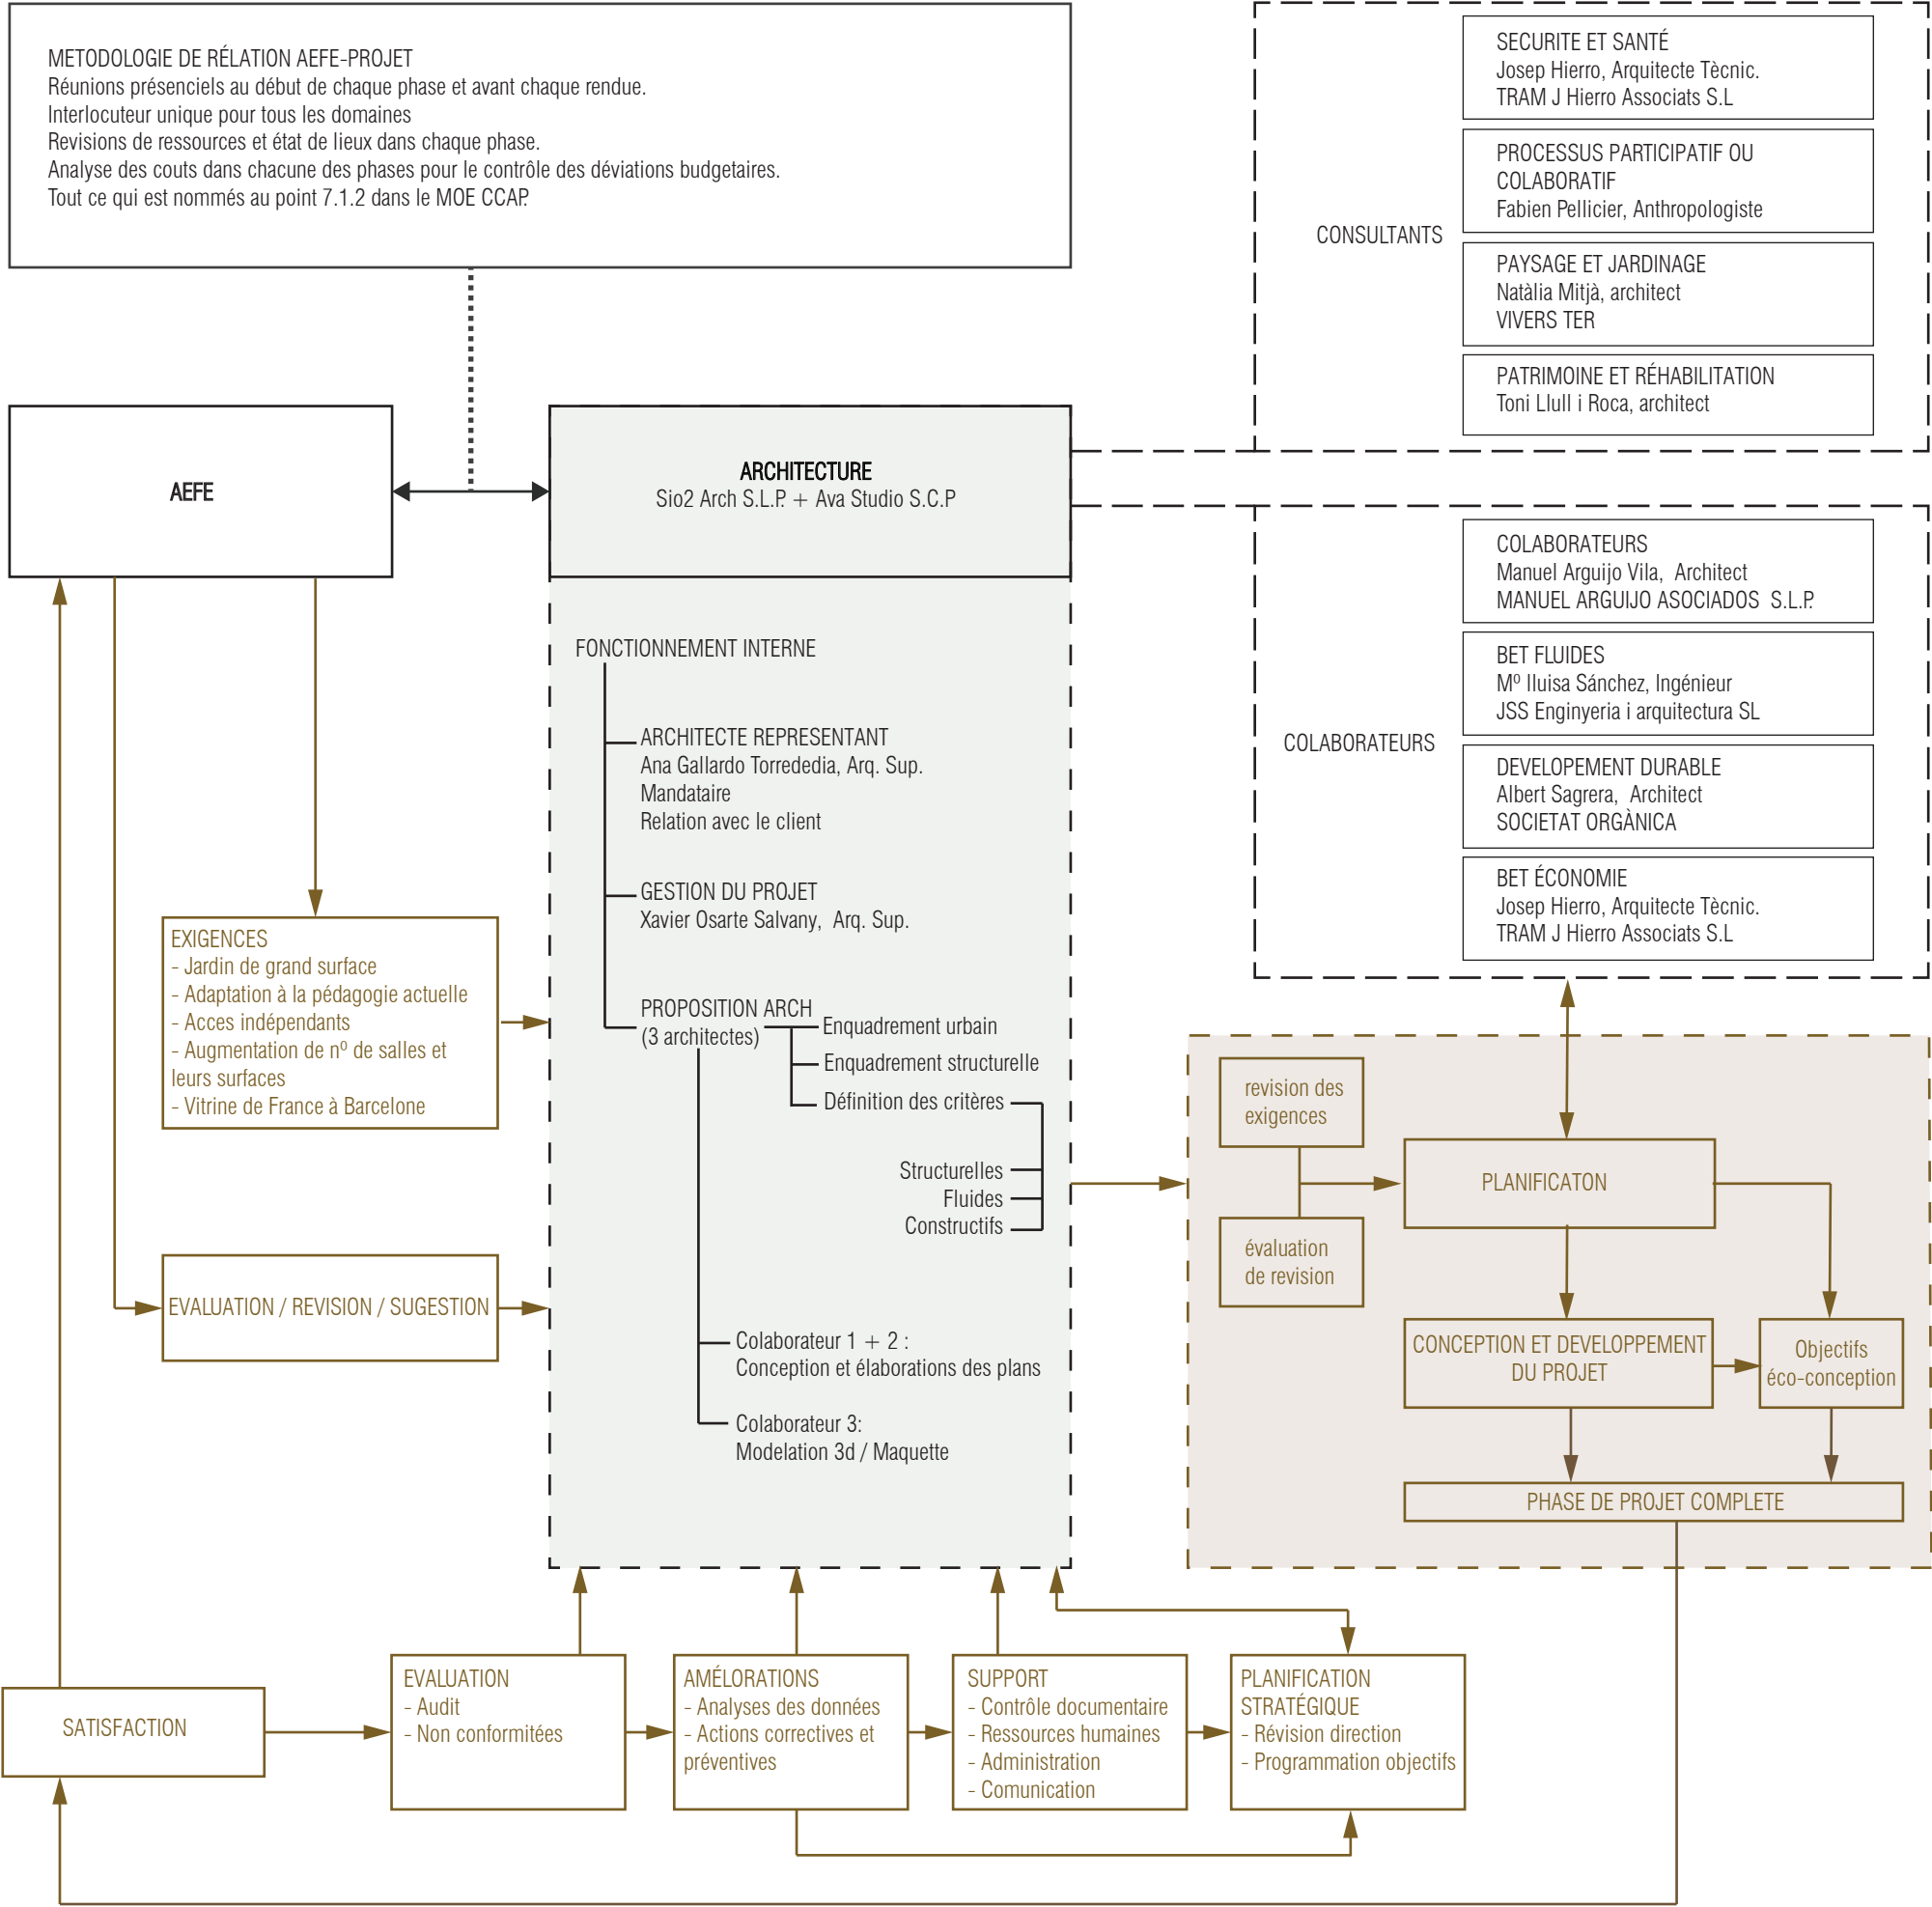 METODOLOGIE DE RÉLATION AEFE-PROJET
Réunions présenciels au début de chaque phase et avant chaque rendue.
Interlocuteur unique pour tous les domaines
Revisions de ressources et état de lieux dans chaque phase.
Analyse des couts dans chacune des phases pour le contrôle des déviations budgetaires.
Tout ce qui est nommés au point 7.1.2 dans le MOE CCAP.
CONSULTANTS
SECURITE ET SANTÉ
Josep Hierro, Arquitecte Tècnic.
TRAM J Hierro Associats S.L
PROCESSUS PARTICIPATIF OU
COLABORATIF
Fabien Pellicier, Anthropologiste
PAYSAGE ET JARDINAGE
Natàlia Mitjà, architect
VIVERS TER
PATRIMOINE ET RÉHABILITATION
Toni Llull i Roca, architect
AEFE
ARCHITECTURE
Sio2 Arch S.L.P. + Ava Studio S.C.P
COLABORATEURS
COLABORATEURS
Manuel Arguijo Vila, Architect
MANUEL ARGUIJO ASOCIADOS S.L.P.
BET FLUIDES
Mº lluisa Sánchez, Ingénieur
JSS Enginyeria i arquitectura SL
DEVELOPEMENT DURABLE
Albert Sagrera, Architect
SOCIETAT ORGÀNICA
BET ÉCONOMIE
Josep Hierro, Arquitecte Tècnic.
TRAM J Hierro Associats S.L
FONCTIONNEMENT INTERNE
ARCHITECTE REPRESENTANT
Ana Gallardo Torrededia, Arq. Sup.
Mandataire
Relation avec le client
GESTION DU PROJET
Xavier Osarte Salvany, Arq. Sup.
PROPOSITION ARCH
(3 architectes)
Enquadrement urbain
Enquadrement structurelle
Définition des critères
Structurelles
Fluides
Constructifs
Colaborateur 1 + 2 :
Conception et élaborations des plans
Colaborateur 3:
Modelation 3d / Maquette
EXIGENCES
- Jardin de grand surface
- Adaptation à la pédagogie actuelle
- Acces indépendants
- Augmentation de nº de salles et
leurs surfaces
- Vitrine de France à Barcelone
EVALUATION / REVISION / SUGESTION
revision des
exigences
évaluation
de revision
PLANIFICATON
CONCEPTION ET DEVELOPPEMENT
DU PROJET
Objectifs
éco-conception
PHASE DE PROJET COMPLETE
SATISFACTION
EVALUATION
- Audit
- Non conformitées
AMÉLORATIONS
- Analyses des données
- Actions correctives et
préventives
SUPPORT
- Contrôle documentaire
- Ressources humaines
- Administration
- Comunication
PLANIFICATION
STRATÉGIQUE
- Révision direction
- Programmation objectifs